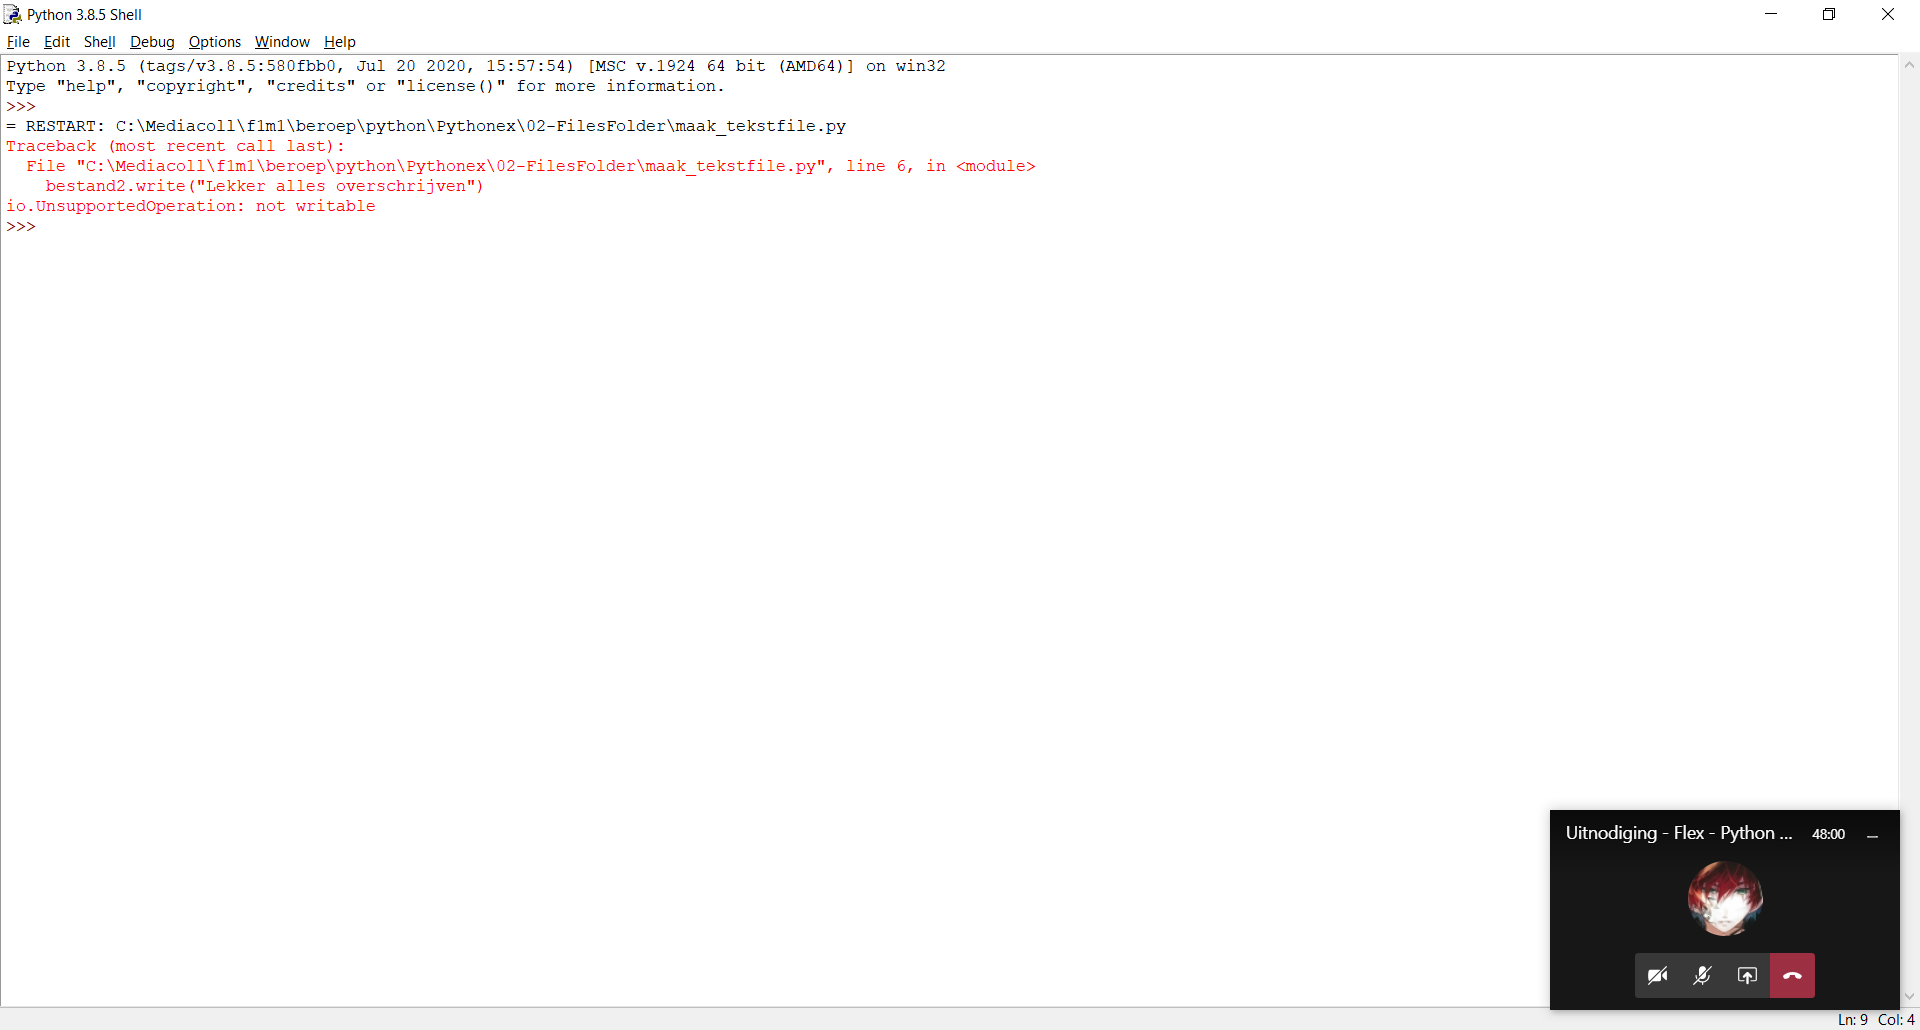 Python 3.8.5 Shell
File Edit Shell Debug Options Window Help
Python 3.8.5 (tags/v3.8.5:580fbb0, Jul 20 2020, 15:57:54) [MSC v.1924 64 bit (AMD64)] on win32
Type "help", "copyright", "credits" or "license()" for more information.
>>>
= RESTART: C:\Mediacoll\f1m1\beroep\python\Pythonex\02-FilesFolder\maak_tekstfile.py
Traceback (most recent call last):
  File "C:\Mediacoll\f1m1\beroep\python\Pythonex\02-FilesFolder\maak_tekstfile.py", line 6, in <module>
    bestand2.write("Lekker alles overschrijven")
io.UnsupportedOperation: not writable
>>>
Uitnodiging - Flex - Python ... 48:00
Ln: 9 Col: 4